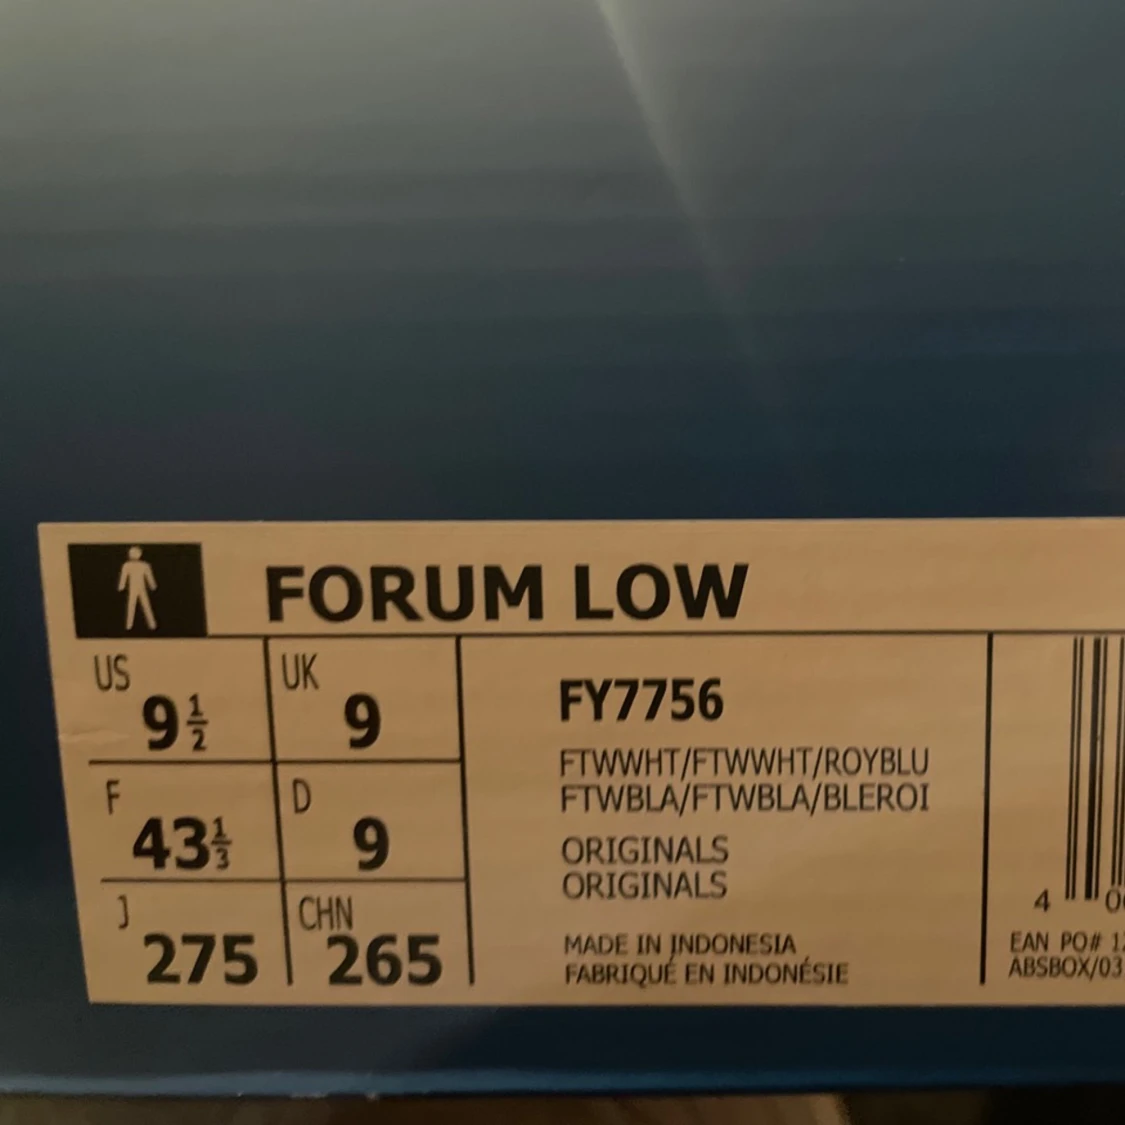 FORUM LOW
US 9½ UK 9
F 43⅓ D 9
J 275 CHN 265
FY7756
FTWWHT/FTWWHT/ROYBLU
FTWBLA/FTWBLA/BLEROI
ORIGINALS
ORIGINALS
MADE IN INDONESIA
FABRIQUÉ EN INDONÉSIE
4
EAN PO#
ABSBOX/03